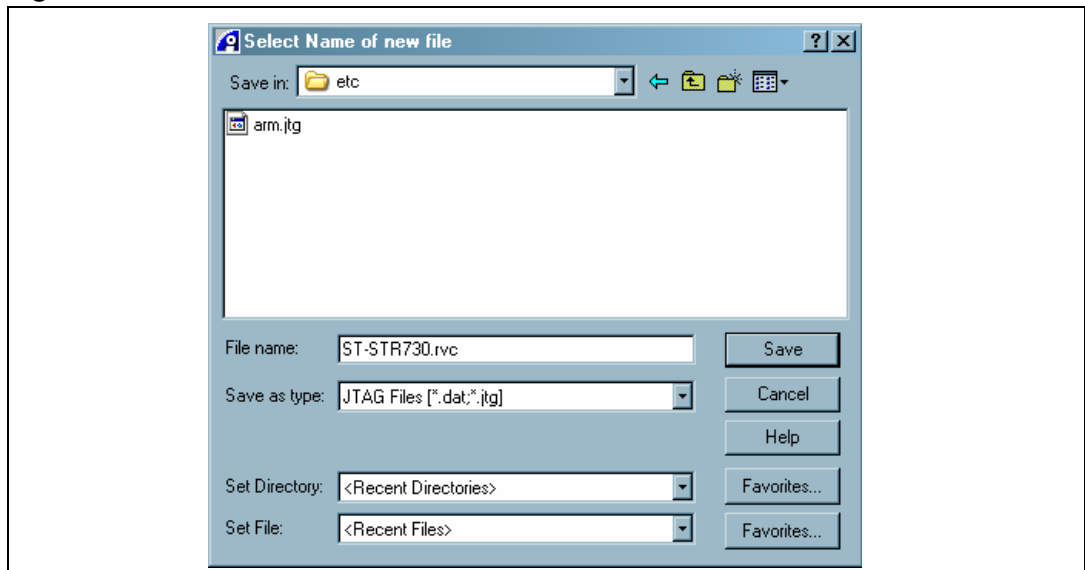 Select Name of new file
Save in: etc
arm.jtg
File name: ST-STR730.rvc Save
Save as type: JTAG Files [*.dat;*.jtg] Cancel
Help
Set Directory: <Recent Directories> Favorites...
Set File: <Recent Files> Favorites...